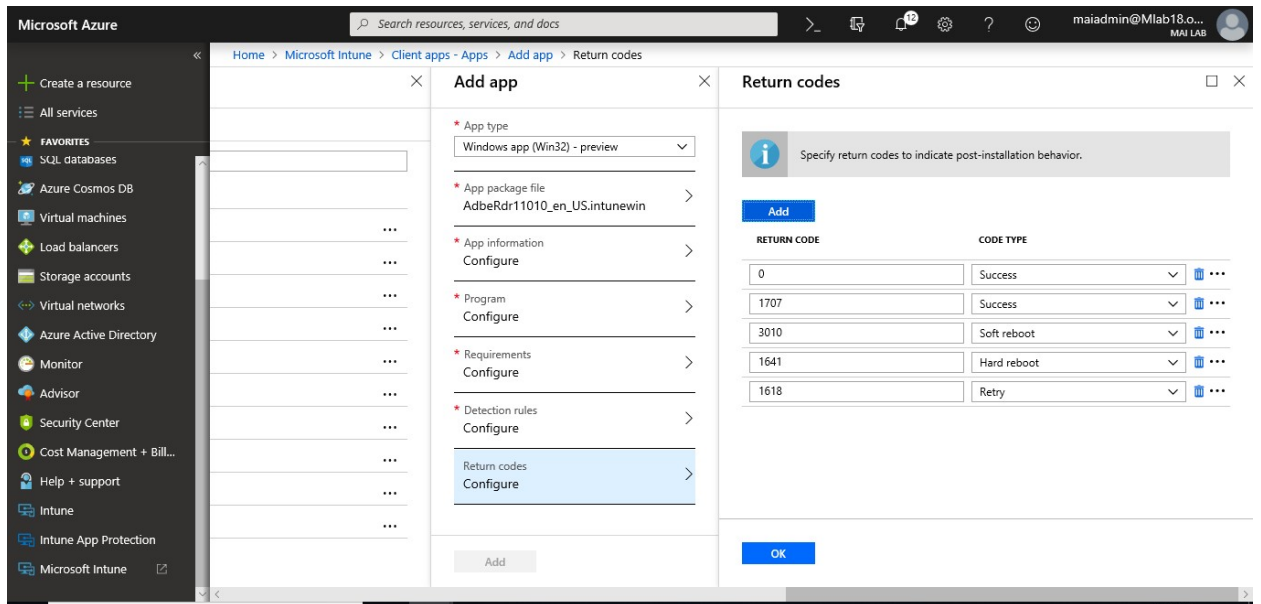 Microsoft Azure
Search resources, services, and docs
12
maiadmin@Mlab18.o...
MAI LAB
Home > Microsoft Intune > Client apps - Apps > Add app > Return codes
Create a resource
All services
FAVORITES
SQL databases
Azure Cosmos DB
Virtual machines
Load balancers
Storage accounts
Virtual networks
Azure Active Directory
Monitor
Advisor
Security Center
Cost Management + Bill...
Help + support
Intune
Intune App Protection
Microsoft Intune
Add app
* App type
Windows app (Win32) - preview
* App package file
AdbeRdr11010_en_US.intunewin
* App information
Configure
* Program
Configure
* Requirements
Configure
* Detection rules
Configure
Return codes
Configure
Add
Return codes
Specify return codes to indicate post-installation behavior.
Add
RETURN CODE CODE TYPE
0 Success
1707 Success
3010 Soft reboot
1641 Hard reboot
1618 Retry
OK